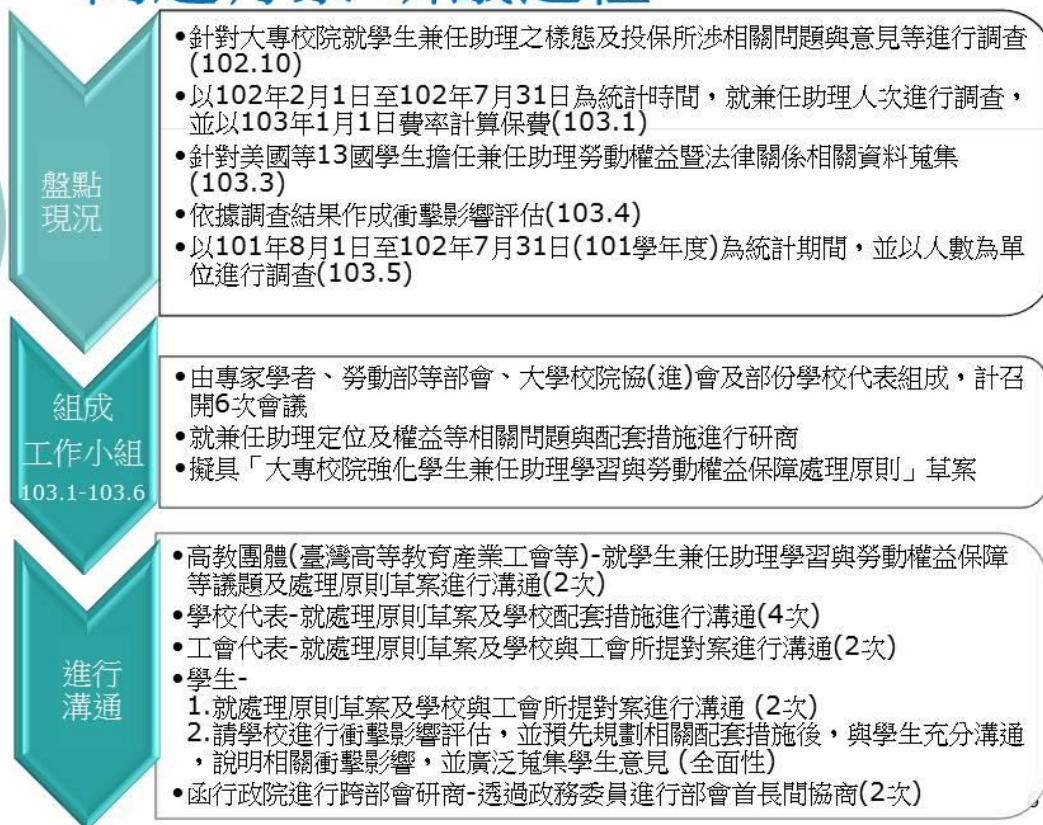 盤點
現況
•針對大專校院就學生兼任助理之樣態及投保所涉相關問題與意見等進行調查
(102.10)
•以102年2月1日至102年7月31日為統計時間，就兼任助理人次進行調查，
並以103年1月1日費率計算保費(103.1)
•針對美國等13國學生擔任兼任助理勞動權益暨法律關係相關資料蒐集
(103.3)
•依據調查結果作成衝擊影響評估(103.4)
•以101年8月1日至102年7月31日(101學年度)為統計期間，並以人數為單
位進行調查(103.5)
組成
工作小組
103.1-103.6
•由專家學者、勞動部等部會、大學校院協(進)會及部份學校代表組成，計召
開6次會議
•就兼任助理定位及權益等相關問題與配套措施進行研商
•擬具「大專校院強化學生兼任助理學習與勞動權益保障處理原則」草案
進行
溝通
•高教團體(臺灣高等教育產業工會等)-就學生兼任助理學習與勞動權益保障
等議題及處理原則草案進行溝通(2次)
•學校代表-就處理原則草案及學校配套措施進行溝通(4次)
•工會代表-就處理原則草案及學校與工會所提對案進行溝通(2次)
•學生-
1.就處理原則草案及學校與工會所提對案進行溝通 (2次)
2.請學校進行衝擊影響評估，並預先規劃相關配套措施後，與學生充分溝通
，說明相關衝擊影響，並廣泛蒐集學生意見 (全面性)
•函行政院進行跨部會研商-透過政務委員進行部會首長間協商(2次)